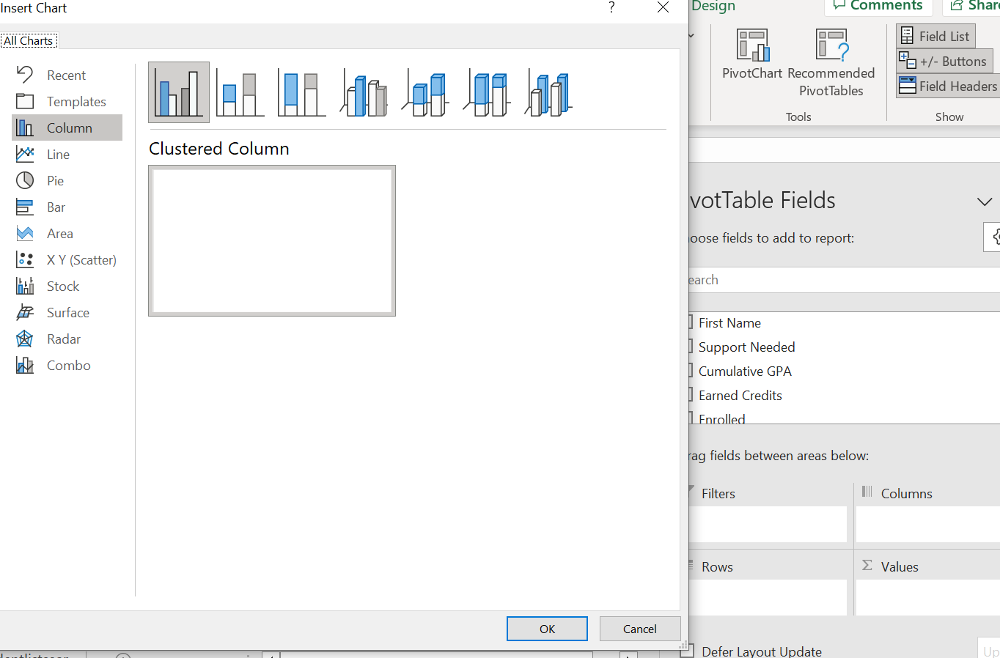 Insert Chart
?
All Charts
Recent
Templates
Column
Line
Pie
Bar
Area
X Y (Scatter)
Stock
Surface
Radar
Combo
Clustered Column
OK
Cancel
Design
Comments
Share
PivotChart
Recommended
PivotTables
Tools
Field List
+/- Buttons
Field Headers
Show
votTable Fields
oose fields to add to report:
earch
First Name
Support Needed
Cumulative GPA
Earned Credits
Enrolled
rag fields between areas below:
Filters
Columns
Rows
Σ Values
Defer Layout Update
Up